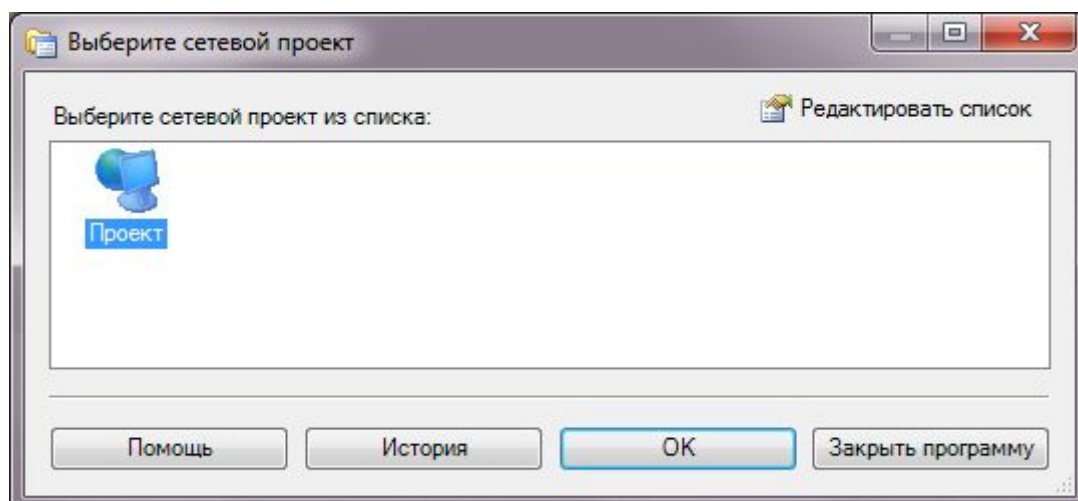 Выберите сетевой проект
Выберите сетевой проект из списка:
Редактировать список
Проект
Помощь
История
OK
Закрыть программу